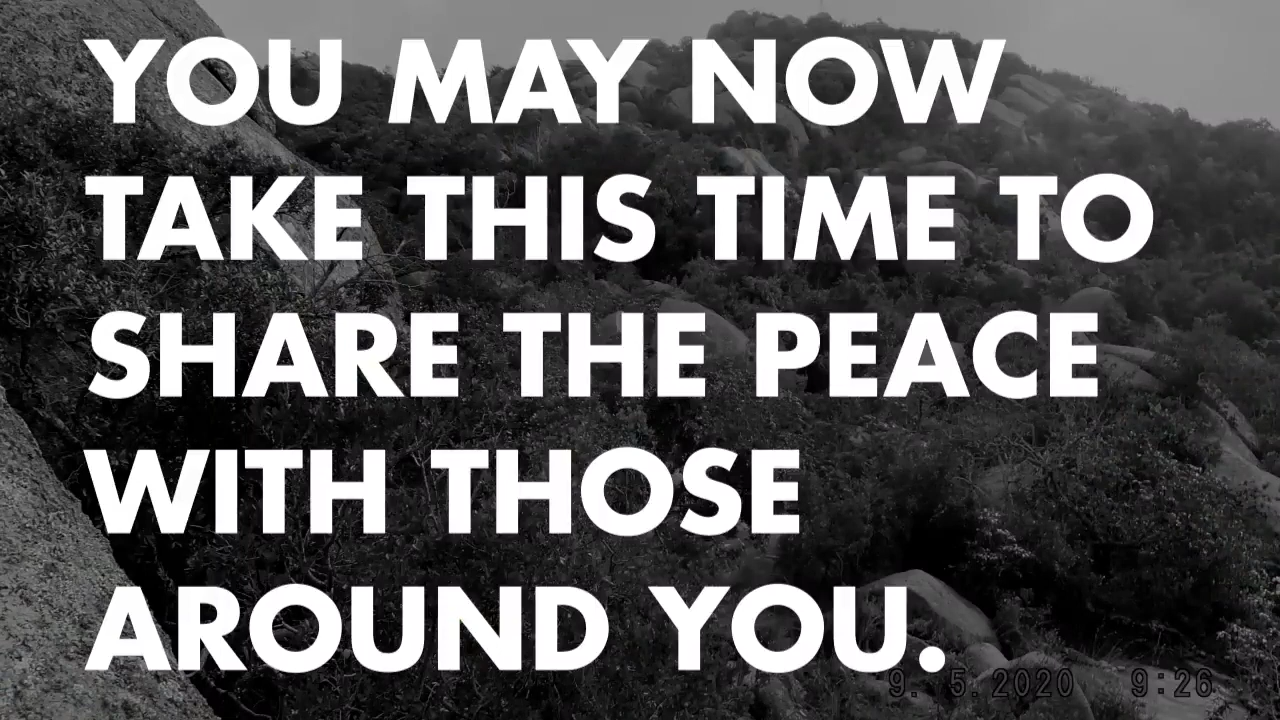 YOU MAY NOW
TAKE THIS TIME TO
SHARE THE PEACE
WITH THOSE
AROUND YOU.
9. 5.2020 9:26